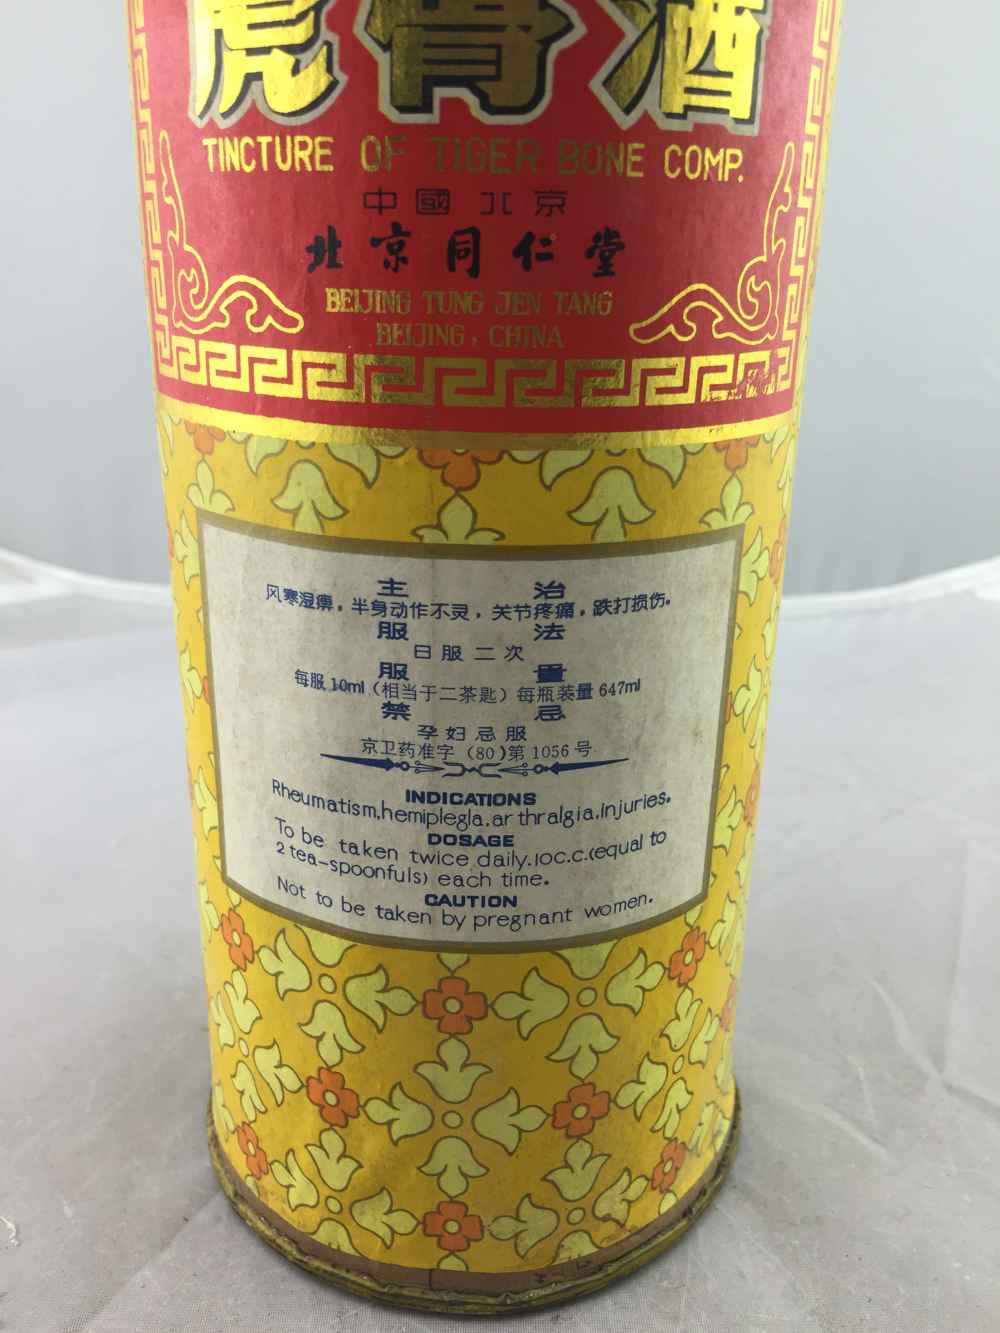 虎骨酒
TINCTURE OF TIGER BONE COMP.
中國北京
北京同仁堂
BEIJING TUNG JEN TANG
BEIJING, CHINA
主治
风寒湿痹，半身动作不灵，关节疼痛，跌打损伤。
服法
日服二次
服量
每服10ml（相当于二茶匙）每瓶装量647ml
禁忌
孕妇忌服
京卫药准字（80）第1056号
INDICATIONS
Rheumatism,hemiplegla,arthralgia,injuries.
DOSAGE
To be taken twice daily.10c.c.(equal to
2 tea-spoonfuls) each time.
CAUTION
Not to be taken by pregnant women.